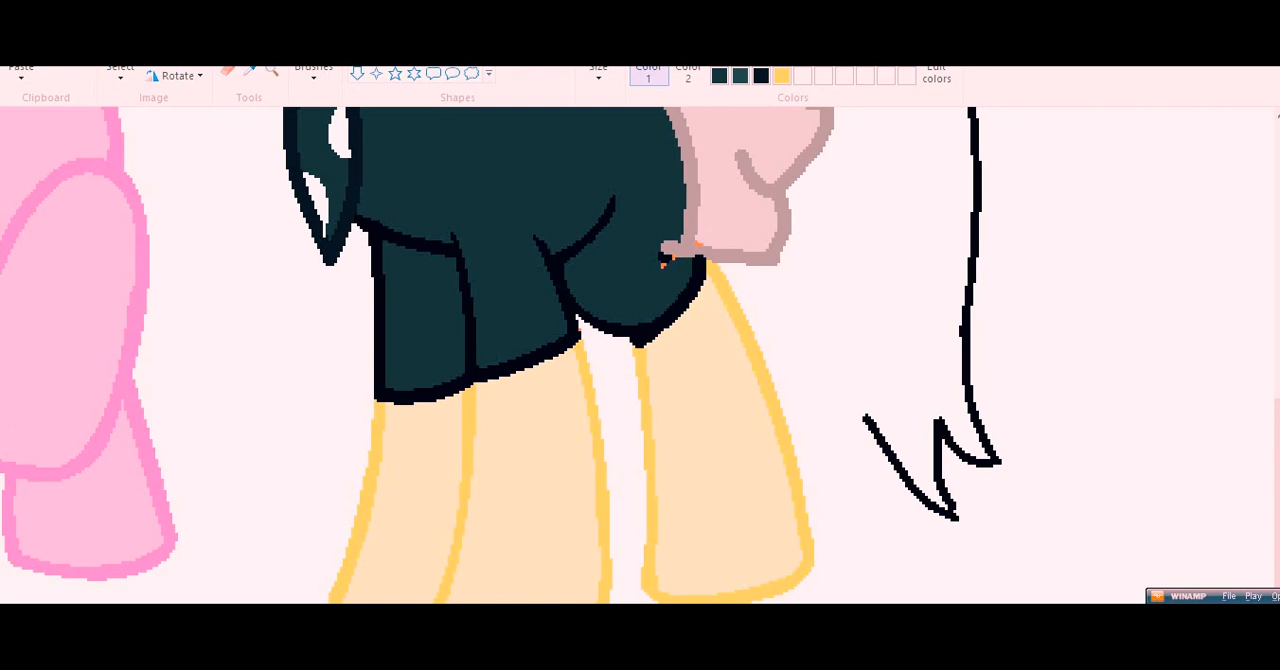 Paste Select Rotate Brushes Size Color Color Edit
1 2 colors
Clipboard Image Tools Shapes Colors
WINAMP File Play